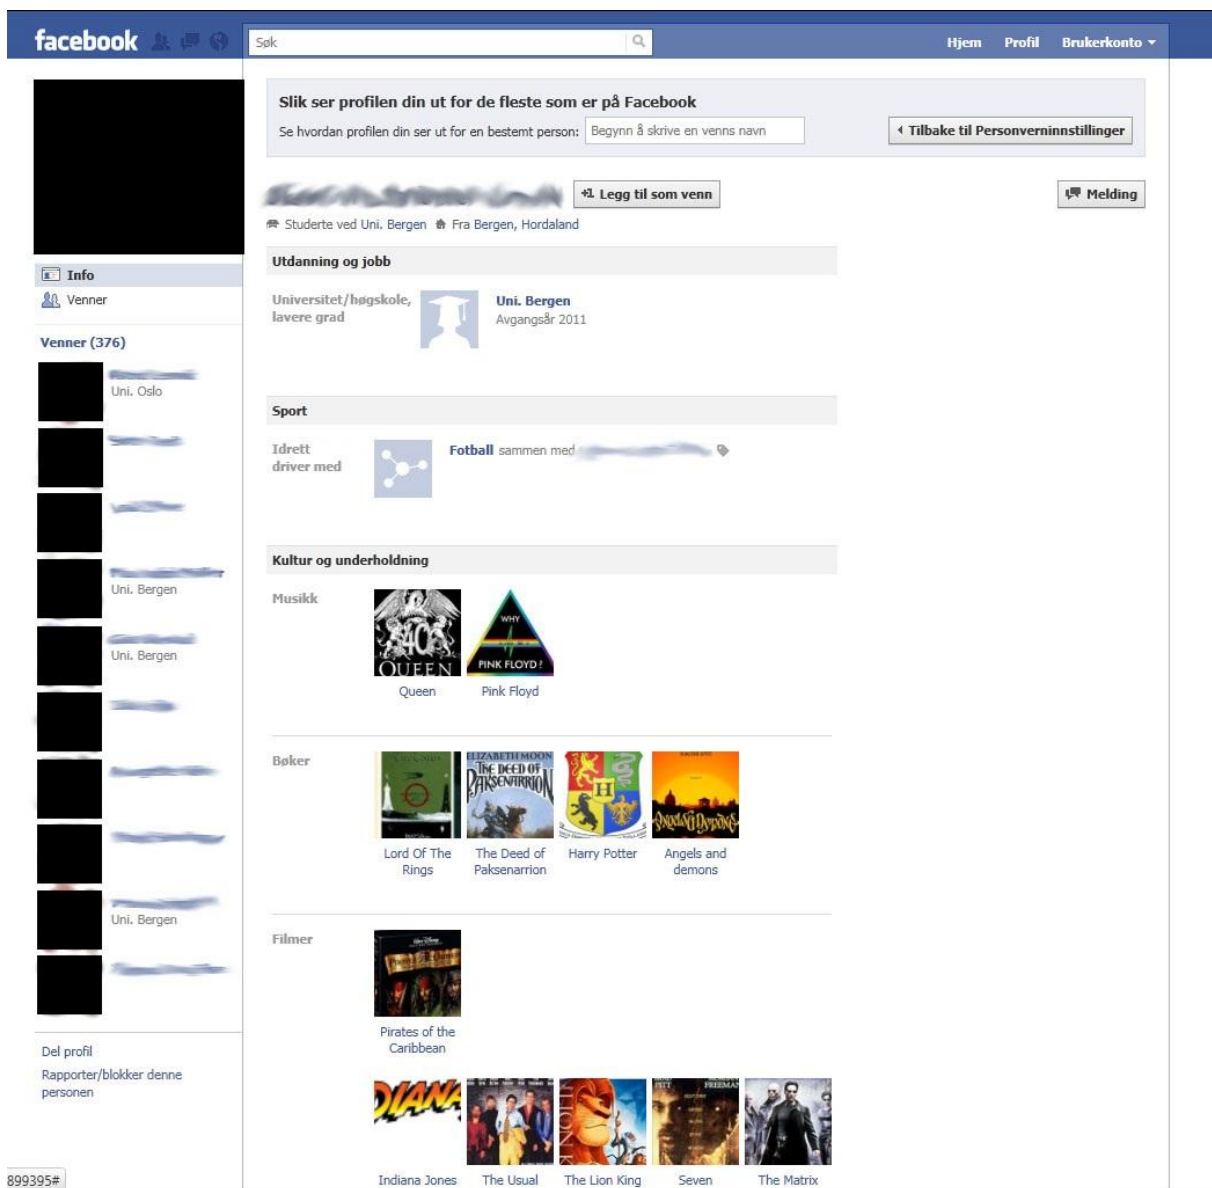 facebook
Søk
Hjem Profil Brukerkonto
Slik ser profilen din ut for de fleste som er på Facebook
Se hvordan profilen din ser ut for en bestemt person: Begynn å skrive en venns navn
Tilbake til Personverninnstillinger
+1 Legg til som venn
Melding
Studerte ved Uni. Bergen Fra Bergen, Hordaland
Info
Venner
Venner (376)
Uni. Oslo
Uni. Bergen
Uni. Bergen
Uni. Bergen
Del profil
Rapporter/blokker denne
personen
Utdanning og jobb
Universitet/høgskole,
lavere grad
Uni. Bergen
Avgangsår 2011
Sport
Idrett
driver med
Fotball sammen med
Kultur og underholdning
Musikk
40
QUEEN
WHY
PINK FLOYD?
Queen
Pink Floyd
Bøker
ELIZABETH MOON
THE DEED OF
PAKSENARRION
H
Lord Of The
Rings
The Deed of
Paksenarrion
Harry Potter
Angels and
demons
Filmer
Pirates of the
Caribbean
DIANA
LION K
PITT FREEMAN
Indiana Jones
The Usual
The Lion King
Seven
The Matrix
899395#